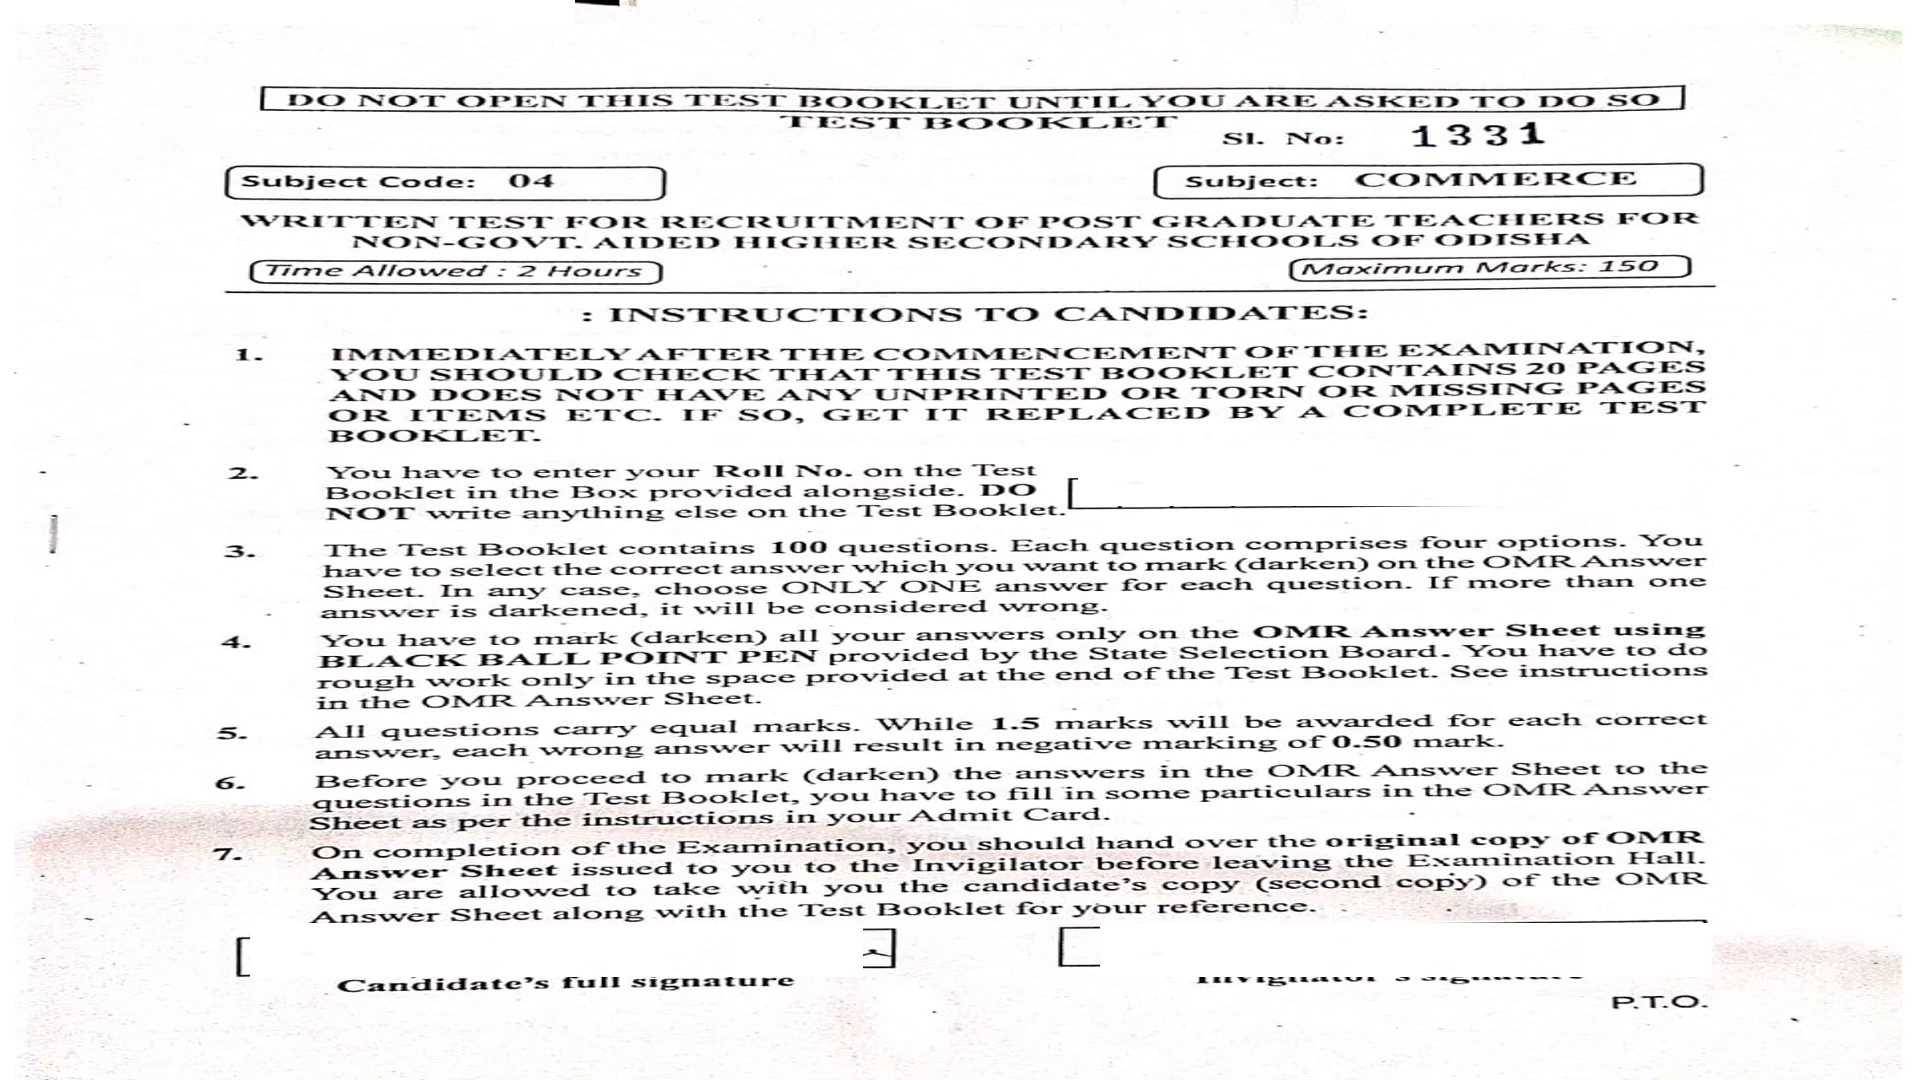 DO NOT OPEN THIS TEST BOOKLET UNTIL YOU ARE ASKED TO DO SO
TEST BOOKLET
Sl. No: 1331
Subject Code: 04
Subject: COMMERCE
WRITTEN TEST FOR RECRUITMENT OF POST GRADUATE TEACHERS FOR
NON-GOVT. AIDED HIGHER SECONDARY SCHOOLS OF ODISHA
Time Allowed : 2 Hours
Maximum Marks: 150
: INSTRUCTIONS TO CANDIDATES:
1. IMMEDIATELY AFTER THE COMMENCEMENT OF THE EXAMINATION,
YOU SHOULD CHECK THAT THIS TEST BOOKLET CONTAINS 20 PAGES
AND DOES NOT HAVE ANY UNPRINTED OR TORN OR MISSING PAGES
OR ITEMS ETC. IF SO, GET IT REPLACED BY A COMPLETE TEST
BOOKLET.
2. You have to enter your Roll No. on the Test
Booklet in the Box provided alongside. DO
NOT write anything else on the Test Booklet.
3. The Test Booklet contains 100 questions. Each question comprises four options. You
have to select the correct answer which you want to mark (darken) on the OMR Answer
Sheet. In any case, choose ONLY ONE answer for each question. If more than one
answer is darkened, it will be considered wrong.
4. You have to mark (darken) all your answers only on the OMR Answer Sheet using
BLACK BALL POINT PEN provided by the State Selection Board. You have to do
rough work only in the space provided at the end of the Test Booklet. See instructions
in the OMR Answer Sheet.
5. All questions carry equal marks. While 1.5 marks will be awarded for each correct
answer, each wrong answer will result in negative marking of 0.50 mark.
6. Before you proceed to mark (darken) the answers in the OMR Answer Sheet to the
questions in the Test Booklet, you have to fill in some particulars in the OMR Answer
Sheet as per the instructions in your Admit Card.
7. On completion of the Examination, you should hand over the original copy of OMR
Answer Sheet issued to you to the Invigilator before leaving the Examination Hall.
You are allowed to take with you the candidate's copy (second copy) of the OMR
Answer Sheet along with the Test Booklet for your reference.
Candidate's full signature
P.T.O.